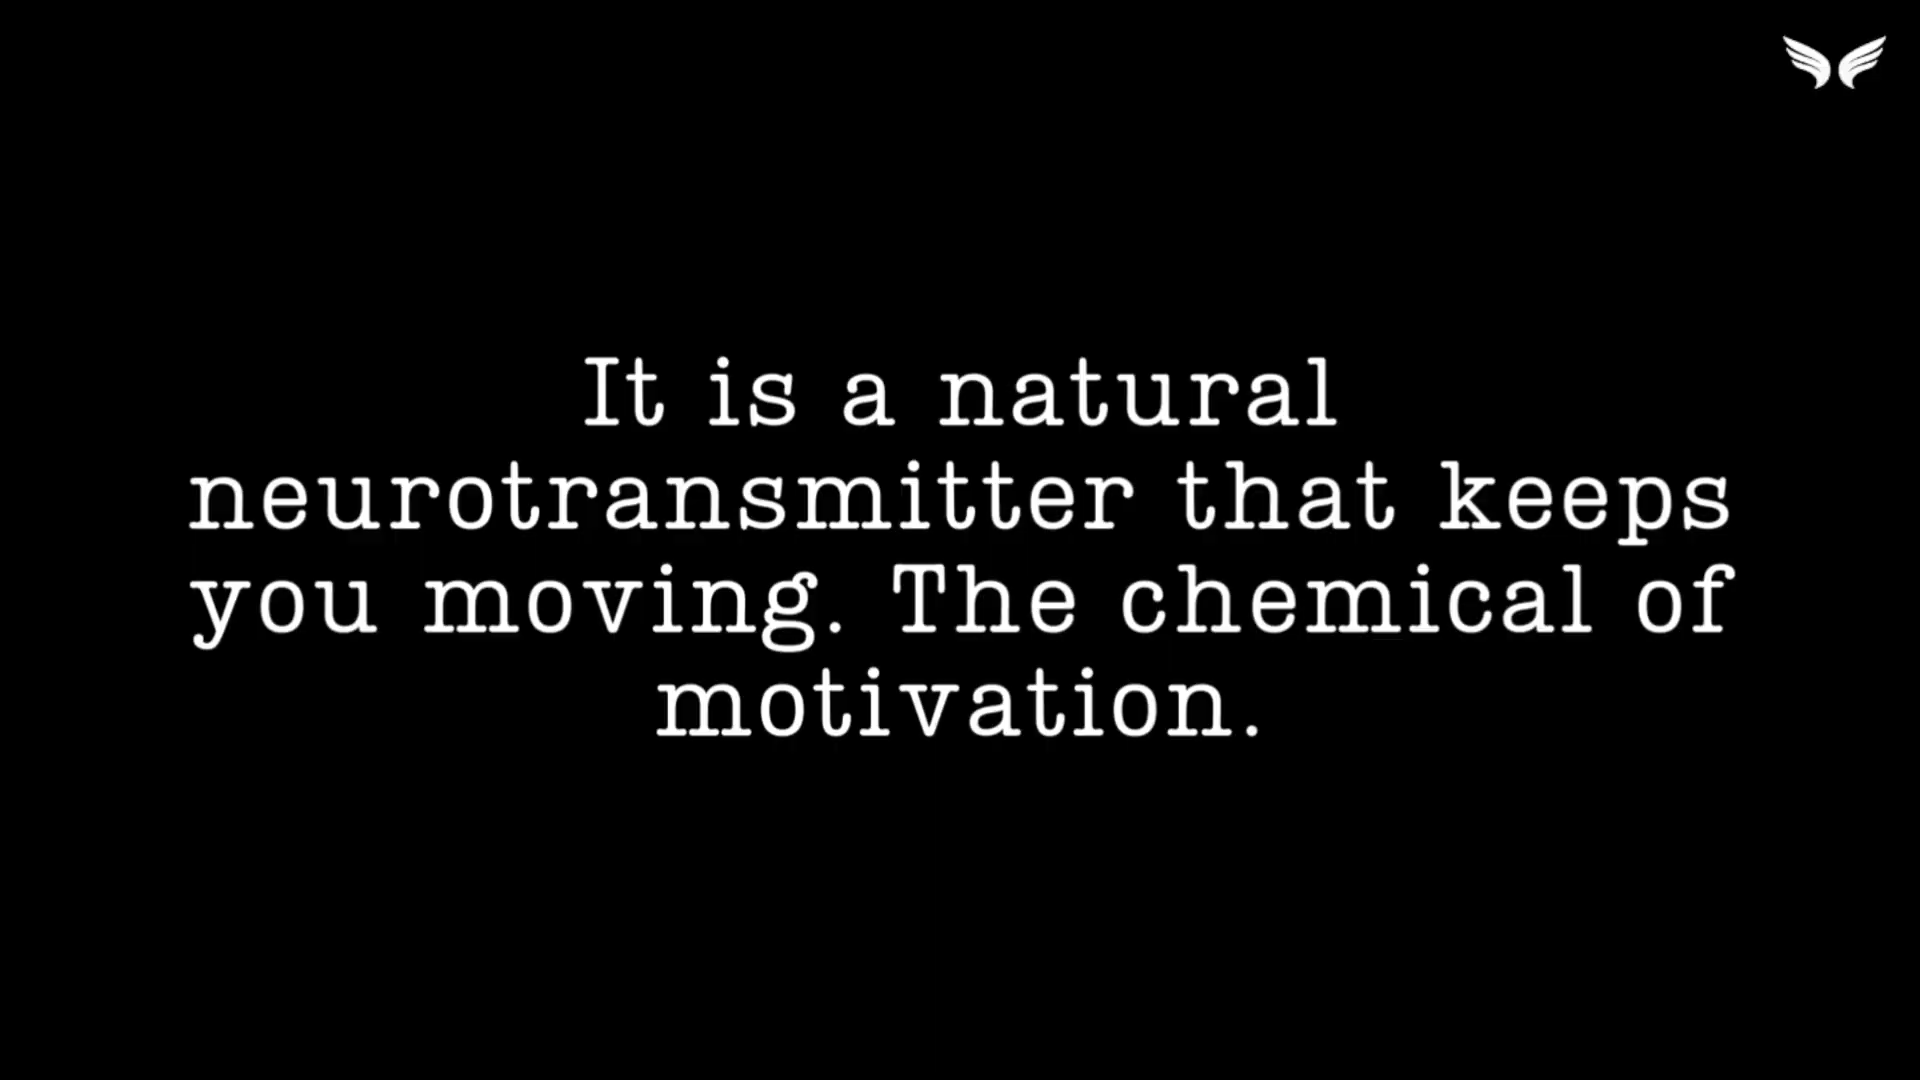 It is a natural
neurotransmitter that keeps
you moving. The chemical of
motivation.